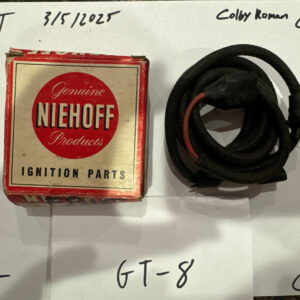 3/5/2025
Colby Roman
Genuine
NIEHOFF
Products
IGNITION PARTS
GT-8